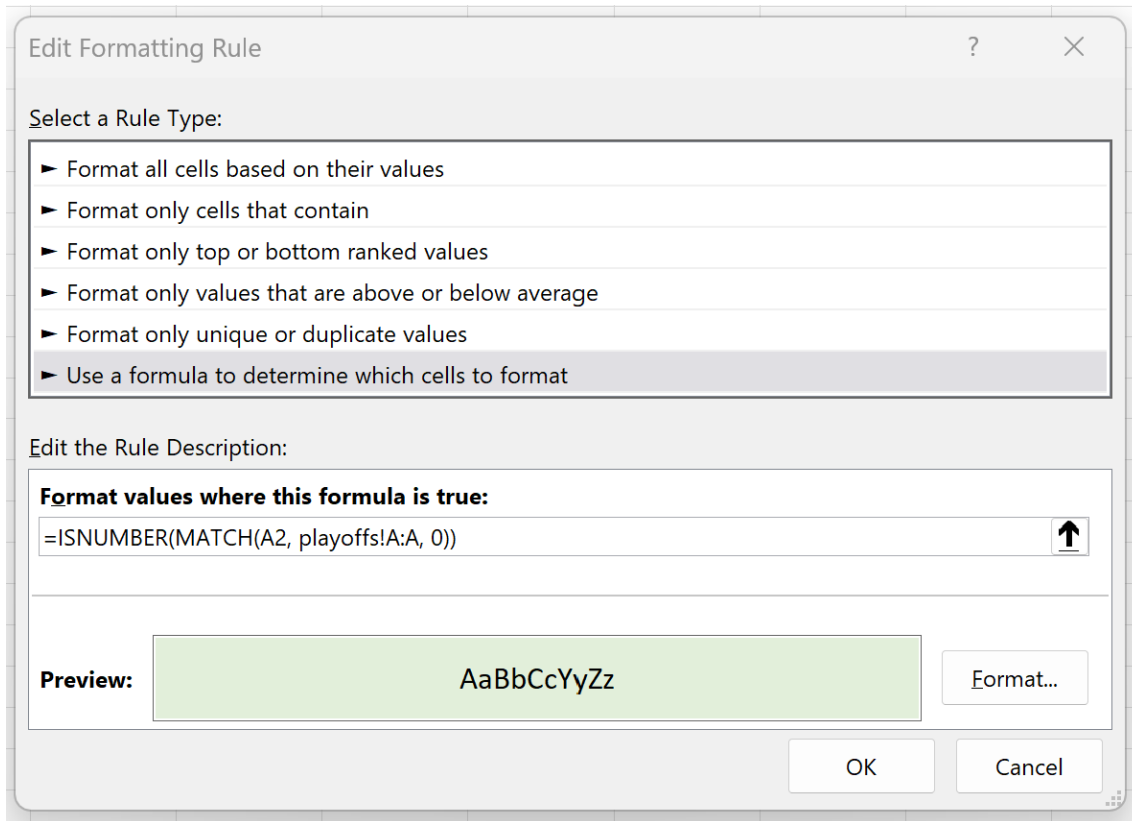 Edit Formatting Rule ?
Select a Rule Type:
► Format all cells based on their values
► Format only cells that contain
► Format only top or bottom ranked values
► Format only values that are above or below average
► Format only unique or duplicate values
► Use a formula to determine which cells to format
Edit the Rule Description:
Format values where this formula is true:
=ISNUMBER(MATCH(A2, playoffs!A:A, 0))
Preview: AaBbCcYyZz Format...
OK Cancel